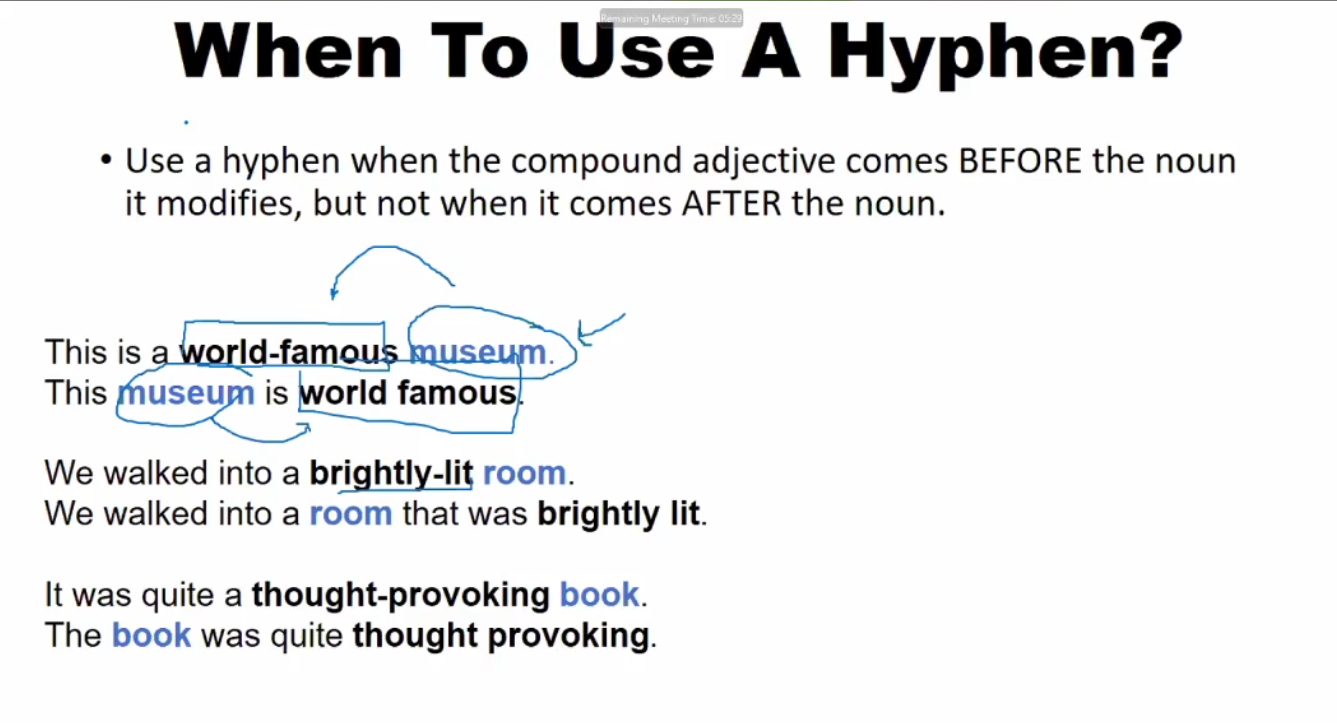 Remaining Meeting Time: 05:29
When To Use A Hyphen?
• Use a hyphen when the compound adjective comes BEFORE the noun
it modifies, but not when it comes AFTER the noun.
This is a world-famous museum.
This museum is world famous.
We walked into a brightly-lit room.
We walked into a room that was brightly lit.
It was quite a thought-provoking book.
The book was quite thought provoking.